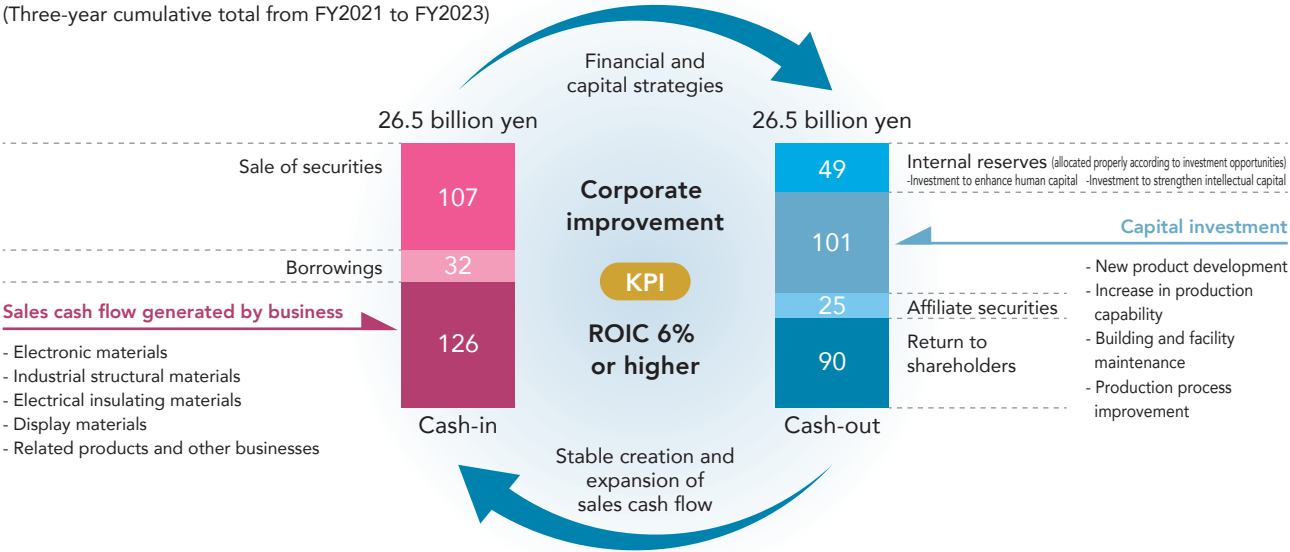 (Three-year cumulative total from FY2021 to FY2023)
Financial and
capital strategies
26.5 billion yen
Sale of securities
107
Borrowings
32
Sales cash flow generated by business
126
- Electronic materials
- Industrial structural materials
- Electrical insulating materials
- Display materials
- Related products and other businesses
Cash-in
Corporate
improvement
KPI
ROIC 6%
or higher
26.5 billion yen
49
Internal reserves (allocated properly according to investment opportunities)
-Investment to enhance human capital -Investment to strengthen intellectual capital
101
Capital investment
- New product development
- Increase in production
capability
- Building and facility
maintenance
- Production process
improvement
25
Affiliate securities
90
Return to
shareholders
Cash-out
Stable creation and
expansion of
sales cash flow